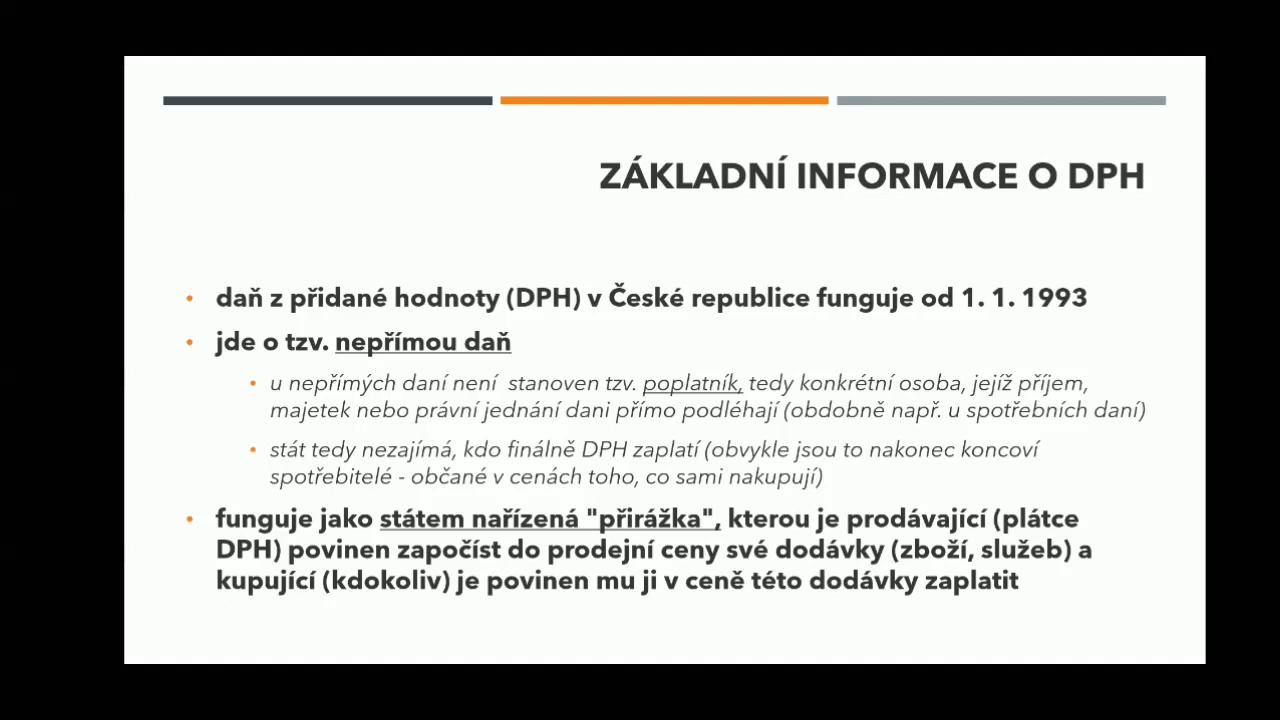 ZÁKLADNÍ INFORMACE O DPH
• daň z přidané hodnoty (DPH) v České republice funguje od 1. 1. 1993
• jde o tzv. nepřímou daň
• u nepřímých daní není  stanoven tzv. poplatník, tedy konkrétní osoba, jejíž příjem,
majetek nebo právní jednání dani přímo podléhají (obdobně např. u spotřebních daní)
• stát tedy nezajímá, kdo finálně DPH zaplatí (obvykle jsou to nakonec koncoví
spotřebitelé - občané v cenách toho, co sami nakupují)
• funguje jako státem nařízená "přirážka", kterou je prodávající (plátce
DPH) povinen započíst do prodejní ceny své dodávky (zboží, služeb) a
kupující (kdokoliv) je povinen mu ji v ceně této dodávky zaplatit